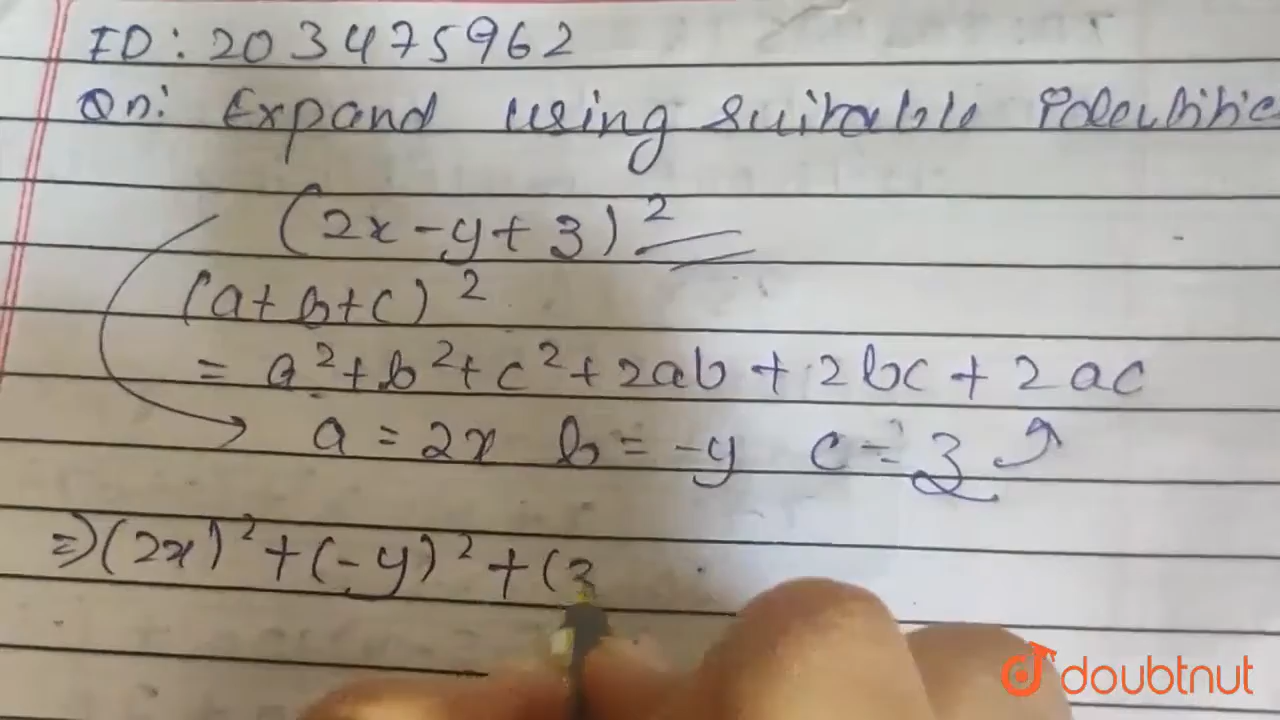 ID: 203475962
Qn: Expand using suitable
(2x-y+3)²
(a+b+c)²
= a²+b²+c²+2ab+2bc+2ac
a=2x b=-y c=3
⇒(2x)²+(-y)²+(3
doubtnut